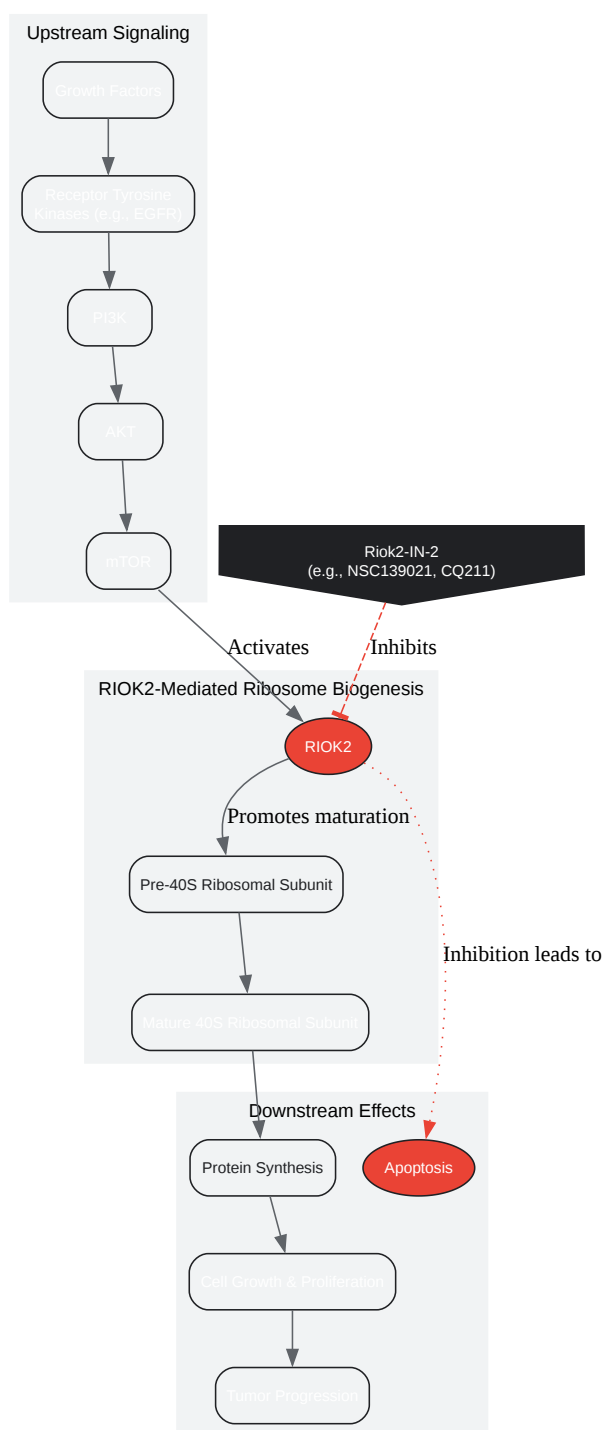 Upstream Signaling
Growth Factors
Receptor Tyrosine
Kinases (e.g., EGFR)
PI3K
AKT
mTOR
Riok2-IN-2
(e.g., NSC139021, CQ211)
Activates
Inhibits
RIOK2-Mediated Ribosome Biogenesis
RIOK2
Promotes maturation
Pre-40S Ribosomal Subunit
Inhibition leads to
Mature 40S Ribosomal Subunit
Downstream Effects
Protein Synthesis
Apoptosis
Cell Growth & Proliferation
Tumor Progression